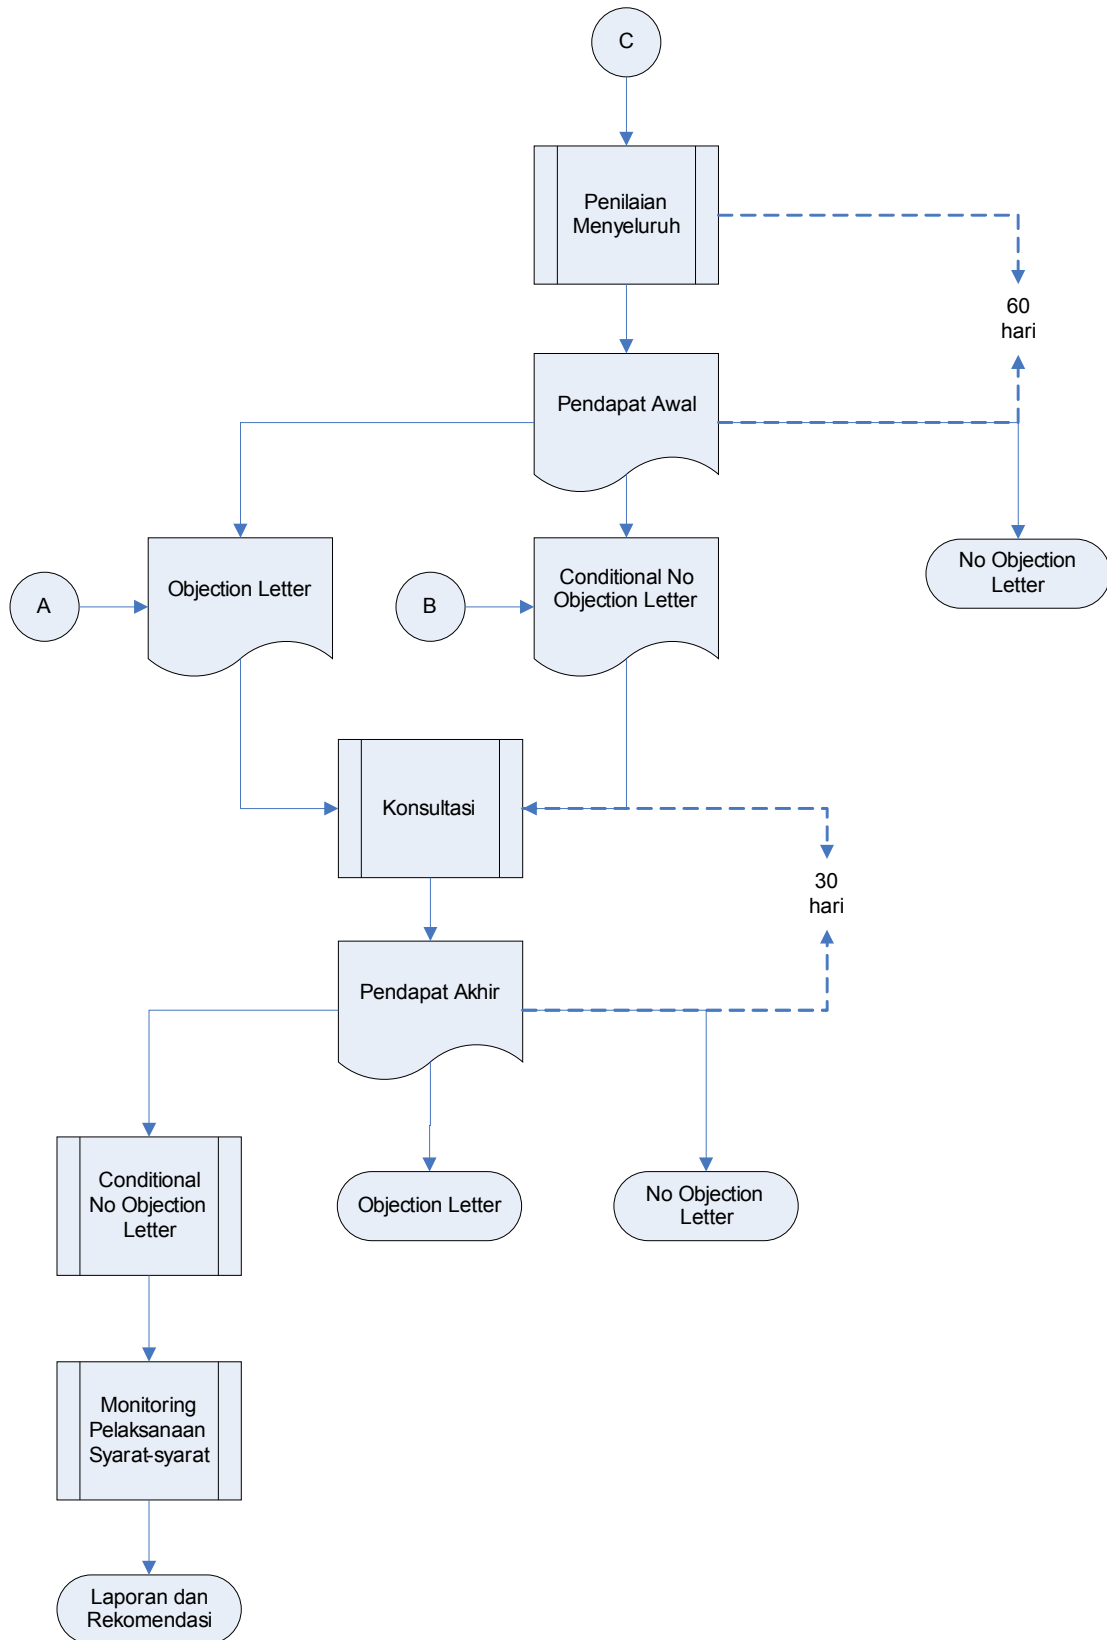 C
Penilaian
Menyeluruh
60
hari
Pendapat Awal
A
Objection Letter
B
Conditional No
Objection Letter
No Objection
Letter
Konsultasi
30
hari
Pendapat Akhir
Conditional
No Objection
Letter
Objection Letter
No Objection
Letter
Monitoring
Pelaksanaan
Syarat-syarat
Laporan dan
Rekomendasi